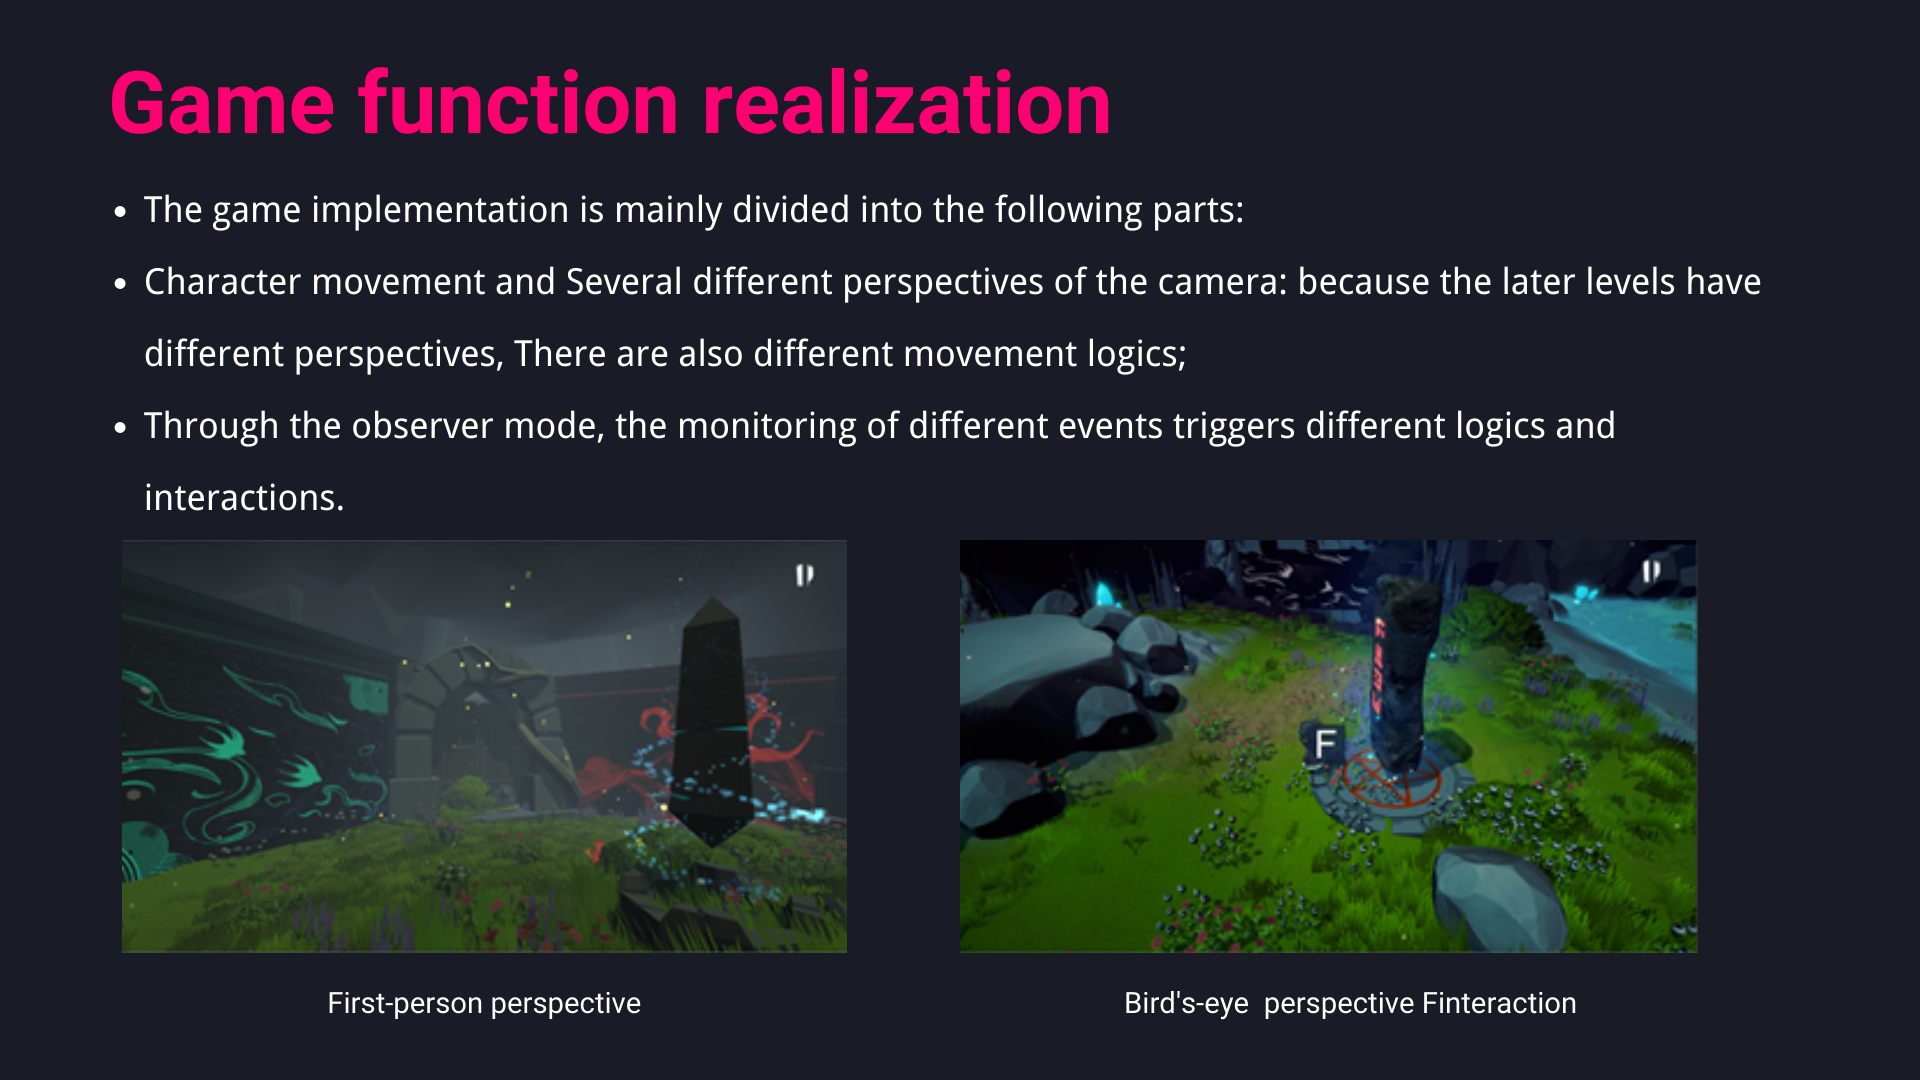 Game function realization
• The game implementation is mainly divided into the following parts:
• Character movement and Several different perspectives of the camera: because the later levels have
different perspectives, There are also different movement logics;
• Through the observer mode, the monitoring of different events triggers different logics and
interactions.
F
First-person perspective
Bird's-eye  perspective Finteraction